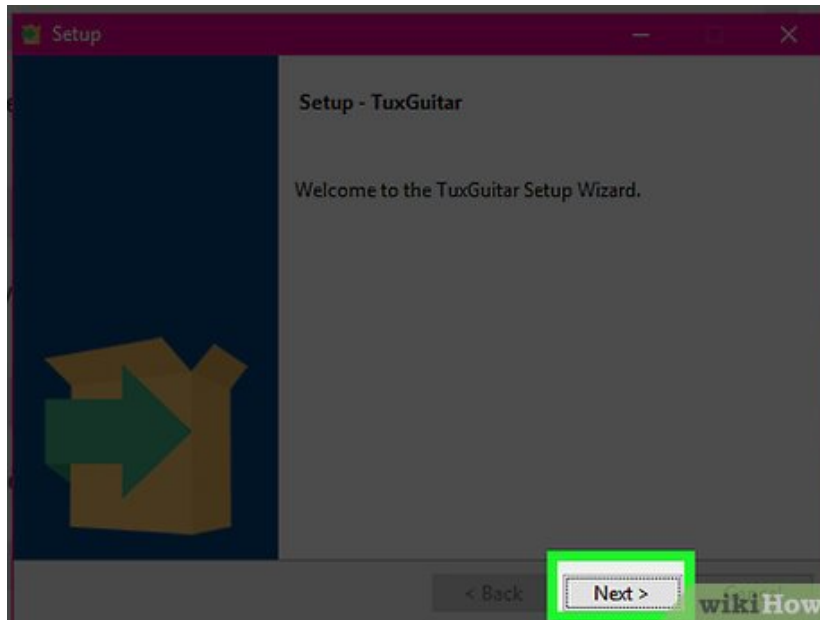 Setup
Setup - TuxGuitar
Welcome to the TuxGuitar Setup Wizard.
< Back Next >
wikiHow